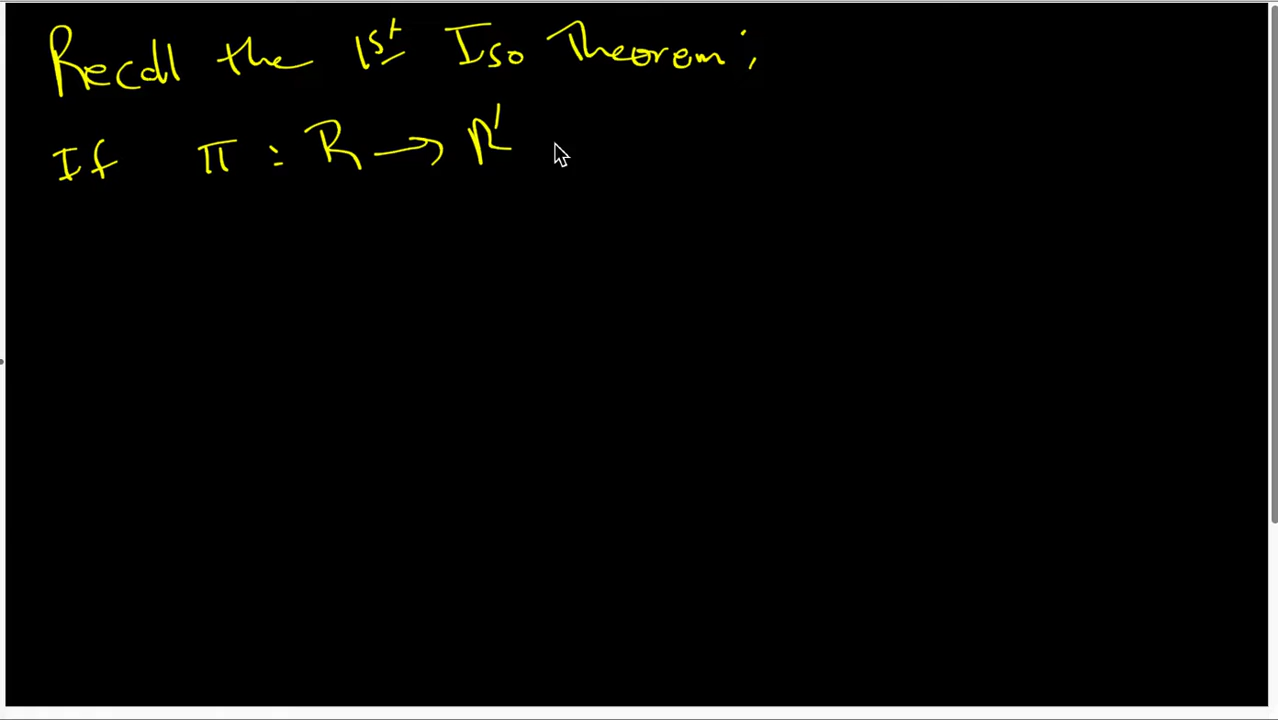 Recall the 1st Iso Theorem;
If π : R → R'